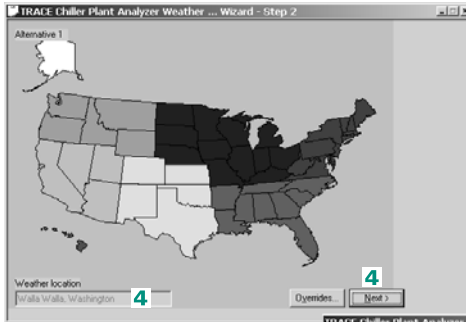 TRACE Chiller Plant Analyzer Weather ... Wizard - Step 2
Alternative 1
Weather location
Walla Walla, Washington
4
Overrides...
4
Next >
TRACE Chiller Plant Analyzer